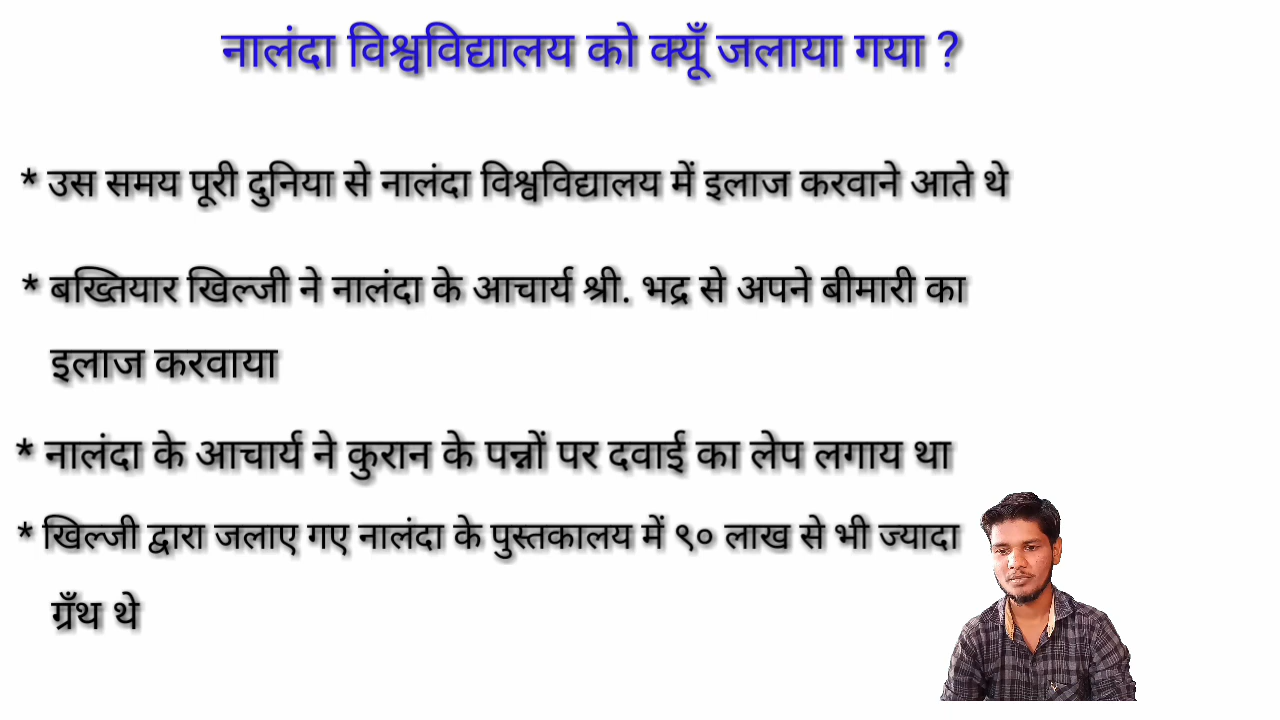 नालंदा विश्वविद्यालय को क्यूँ जलाया गया ?
* उस समय पूरी दुनिया से नालंदा विश्वविद्यालय में इलाज करवाने आते थे
* बख्तियार खिल्जी ने नालंदा के आचार्य श्री. भद्र से अपने बीमारी का
इलाज करवाया
* नालंदा के आचार्य ने कुरान के पन्नों पर दवाई का लेप लगाय था
* खिल्जी द्वारा जलाए गए नालंदा के पुस्तकालय में ९० लाख से भी ज्यादा
ग्रँथ थे